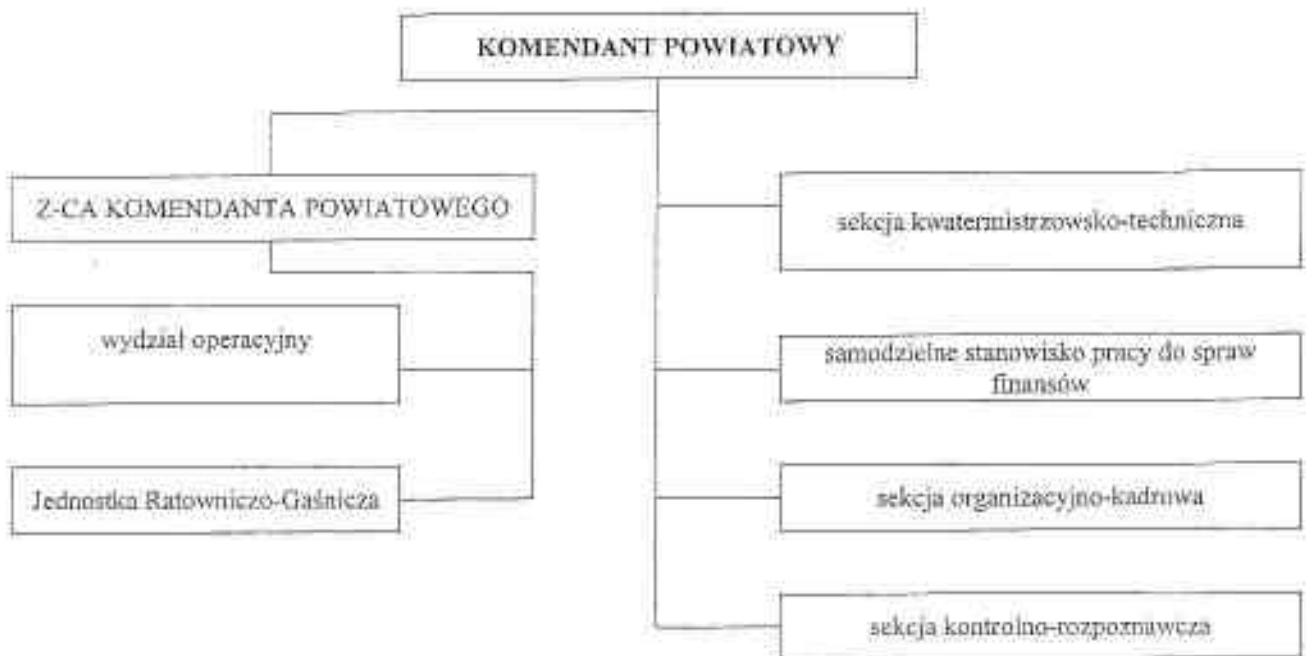 KOMENDANT POWIATOWY
Z-CA KOMENDANTA POWIATOWEGO
wydział operacyjny
Jednostka Ratowniczo-Gaśnicza
sekcja kwatermistrzowsko-techniczna
samodzielne stanowisko pracy do spraw
finansów
sekcja organizacyjno-kadrowa
sekcja kontrolno-rozpoznawcza